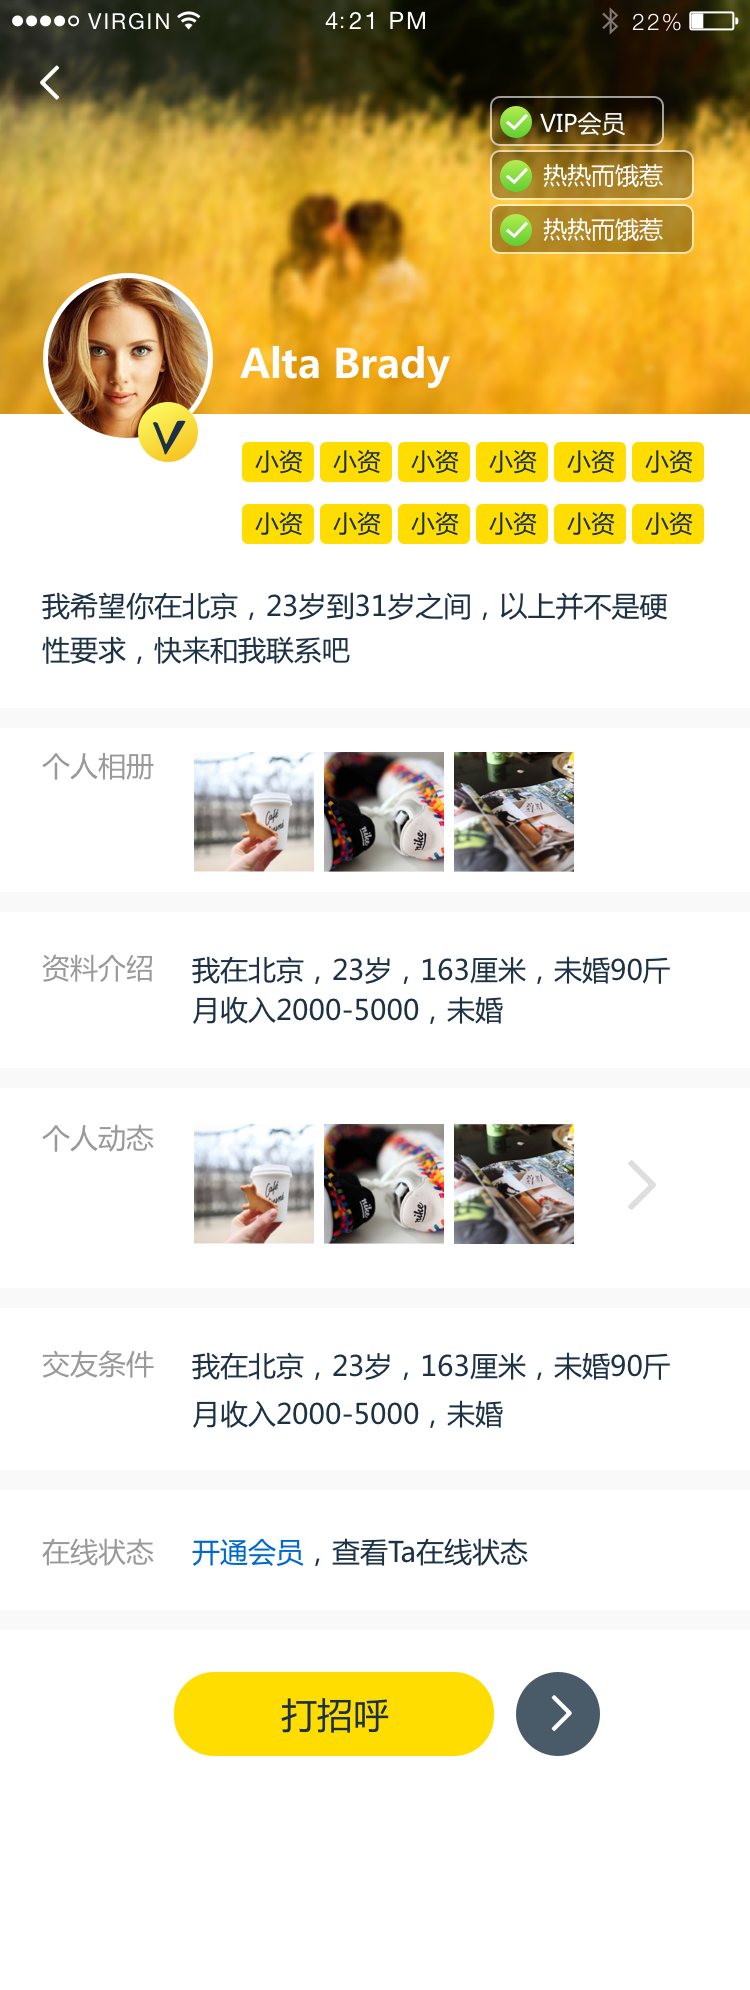 VIRGIN 4:21 PM 22%
VIP会员
热热而饿惹
热热而饿惹
Alta Brady
V
小资 小资 小资 小资 小资 小资
小资 小资 小资 小资 小资 小资
我希望你在北京，23岁到31岁之间，以上并不是硬
性要求，快来和我联系吧
个人相册
Café
nike
nike
资料介绍 我在北京，23岁，163厘米，未婚90斤
月收入2000-5000，未婚
个人动态
Café
nike
nike
交友条件 我在北京，23岁，163厘米，未婚90斤
月收入2000-5000，未婚
在线状态 开通会员，查看Ta在线状态
打招呼